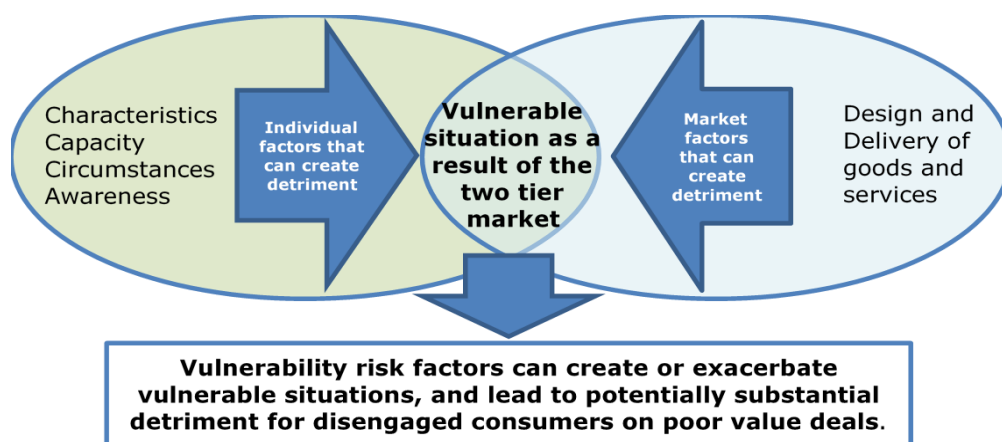 Characteristics
Capacity
Circumstances
Awareness
Individual
factors that
can create
detriment
Vulnerable
situation as a
result of the
two tier
market
Market
factors
that can
create
detriment
Design and
Delivery of
goods and
services
Vulnerability risk factors can create or exacerbate
vulnerable situations, and lead to potentially substantial
detriment for disengaged consumers on poor value deals.